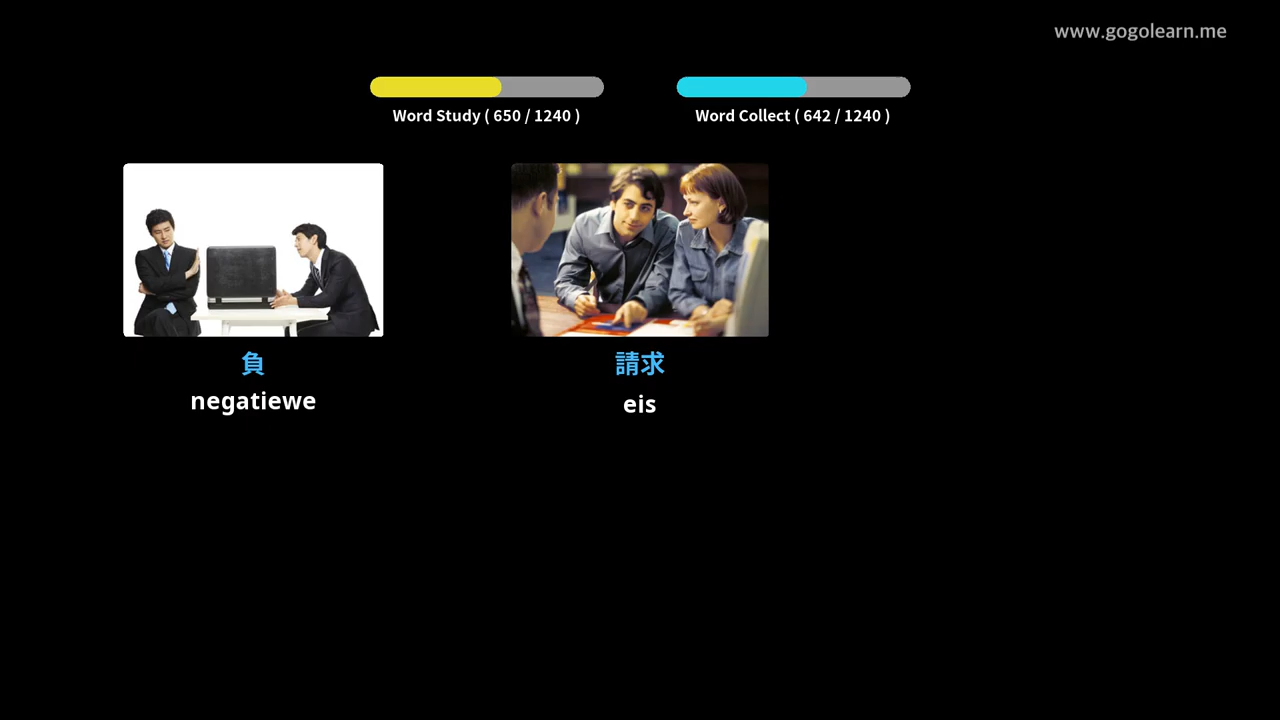 www.gogolearn.me
Word Study ( 650 / 1240 )
Word Collect ( 642 / 1240 )
負
negatiewe
請求
eis